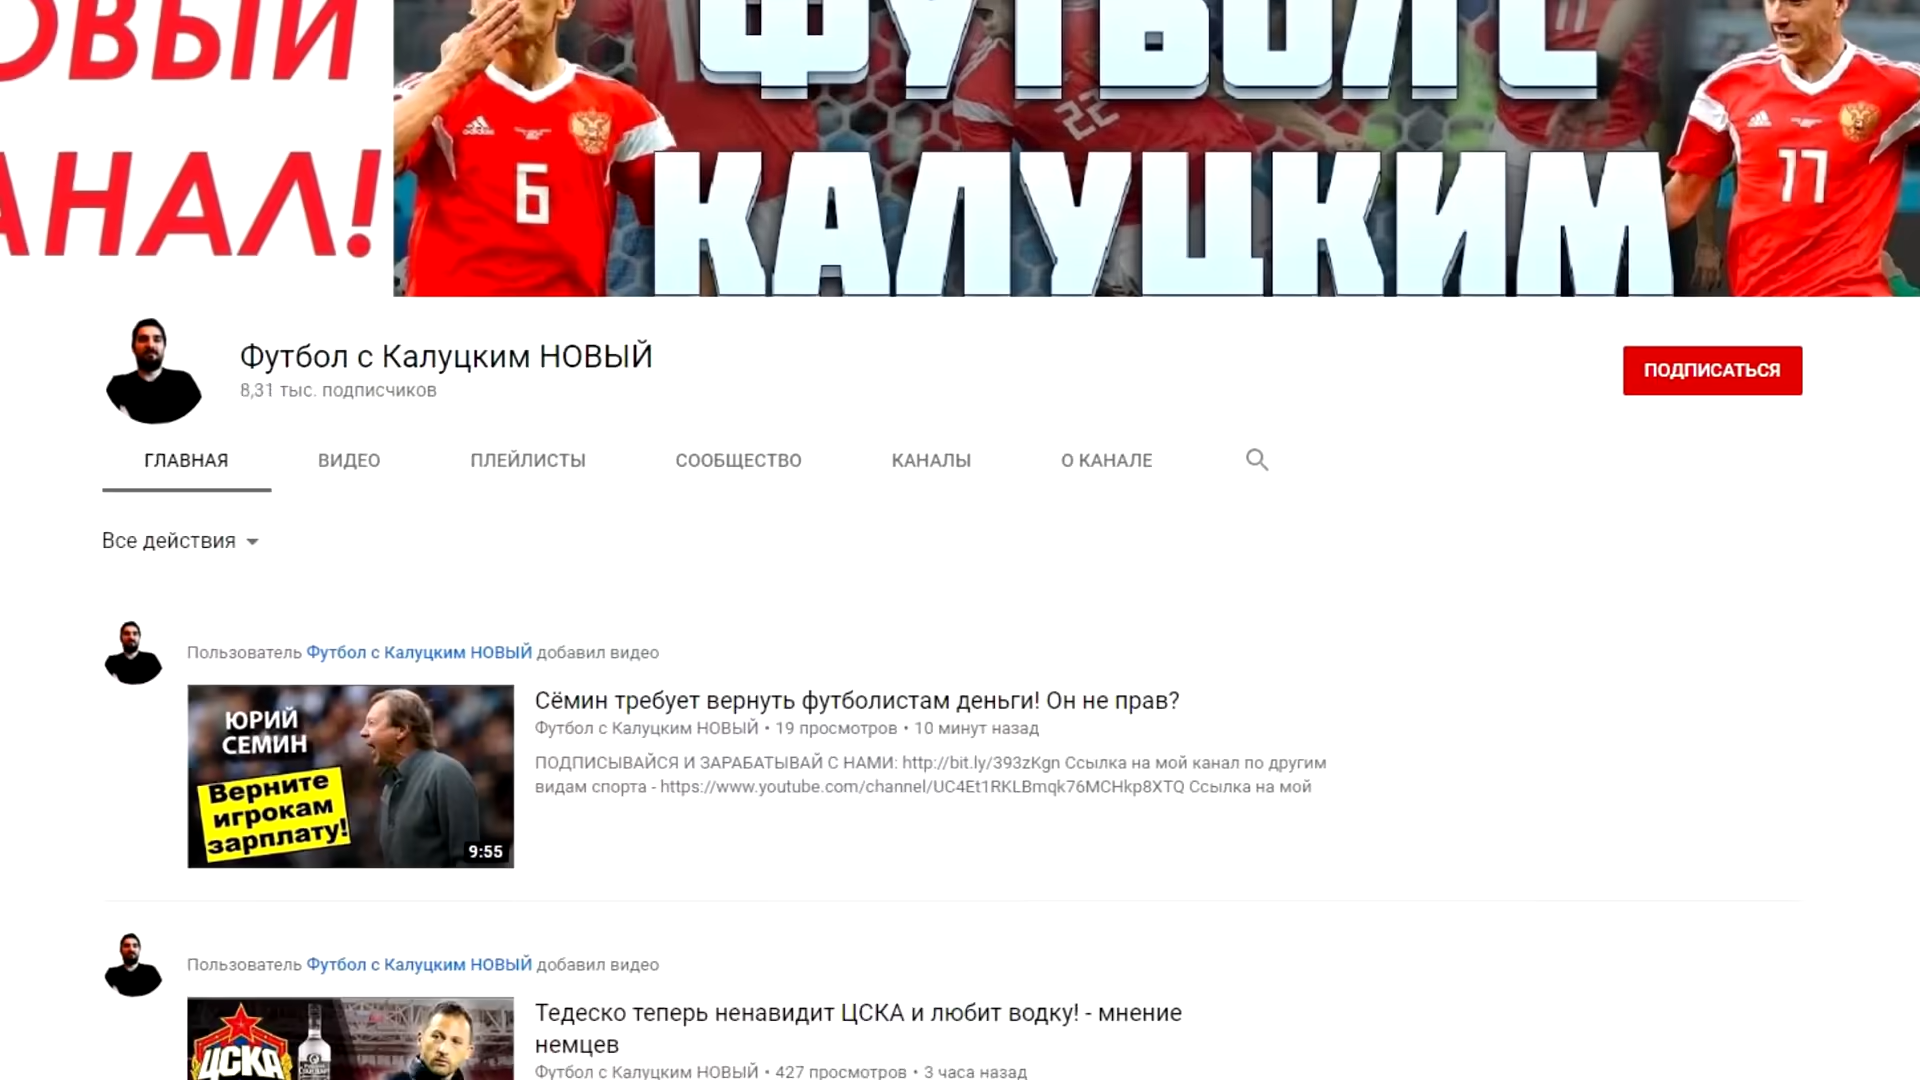 ОВЫЙ
АНАЛ!
ФУТБОЛ С
КАЛУЦКИМ
adidas
6
22
11
17
Футбол с Калуцким НОВЫЙ
8,31 тыс. подписчиков
ПОДПИСАТЬСЯ
ГЛАВНАЯ
ВИДЕО
ПЛЕЙЛИСТЫ
СООБЩЕСТВО
КАНАЛЫ
О КАНАЛЕ
Все действия
Пользователь Футбол с Калуцким НОВЫЙ добавил видео
ЮРИЙ
СЕМИН
Верните
игрокам
зарплату!
9:55
Сёмин требует вернуть футболистам деньги! Он не прав?
Футбол с Калуцким НОВЫЙ • 19 просмотров • 10 минут назад
ПОДПИСЫВАЙСЯ И ЗАРАБАТЫВАЙ С НАМИ: http://bit.ly/393zKgn Ссылка на мой канал по другим
видам спорта - https://www.youtube.com/channel/UC4Et1RKLBmqk76MCHkp8XTQ Ссылка на мой
Пользователь Футбол с Калуцким НОВЫЙ добавил видео
ЦСКА
Тедеско теперь ненавидит ЦСКА и любит водку! - мнение
немцев
Футбол с Калуцким НОВЫЙ • 427 просмотров • 3 часа назад